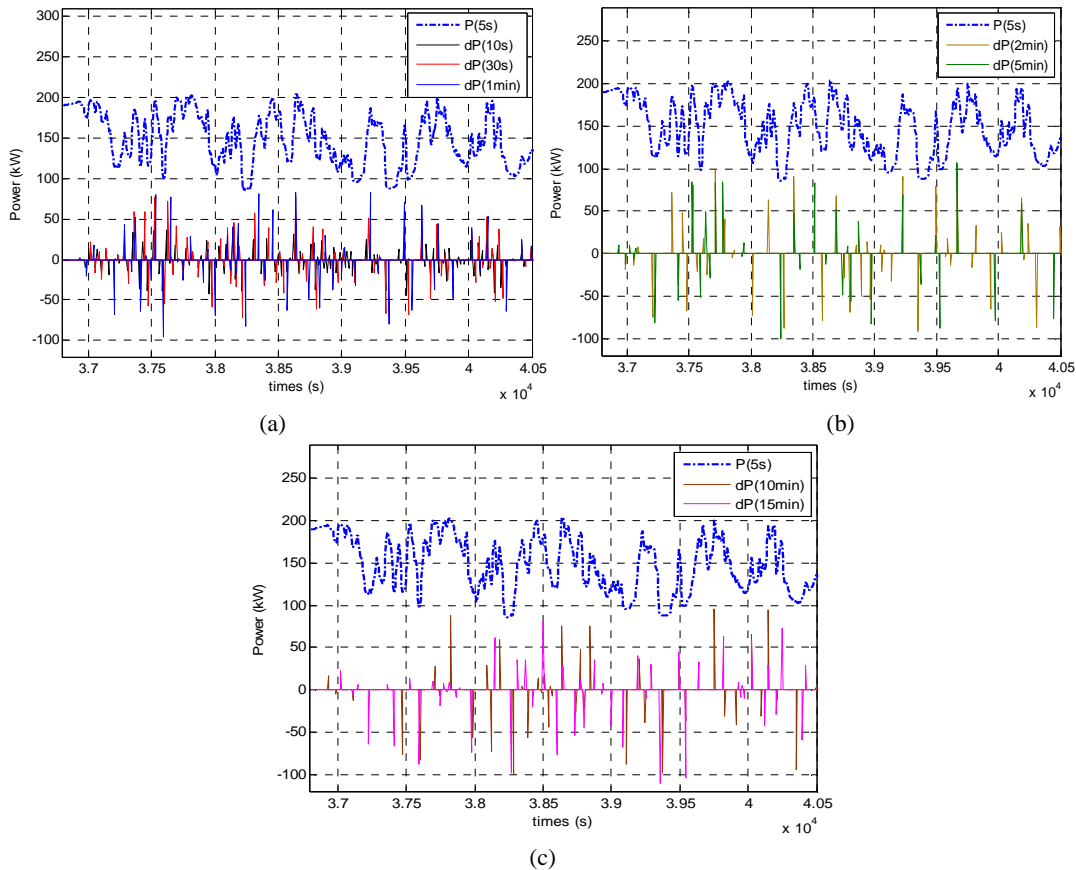 300
250
200
150
100
50
0
-50
-100
Power (kW)
P(5s)
dP(10s)
dP(30s)
dP(1min)
3.7 3.75 3.8 3.85 3.9 3.95 4 4.05
times (s)
x 10^4
(a)
250
200
150
100
50
0
-50
-100
Power (kW)
P(5s)
dP(2min)
dP(5min)
3.7 3.75 3.8 3.85 3.9 3.95 4 4.05
times (s)
x 10^4
(b)
250
200
150
100
50
0
-50
-100
Power (kW)
P(5s)
dP(10min)
dP(15min)
3.7 3.75 3.8 3.85 3.9 3.95 4 4.05
times (s)
x 10^4
(c)